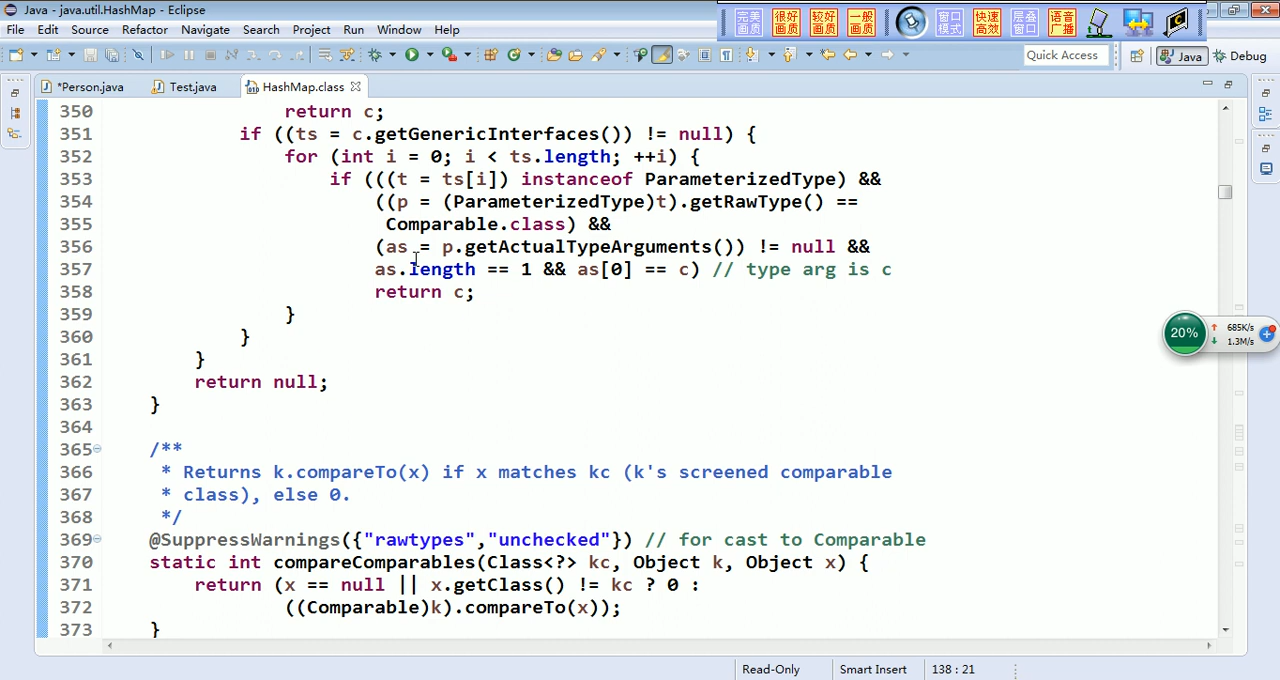 Java - java.util.HashMap - Eclipse
完美画质 很好画质 较好画质 一般画质 窗口模式 快速高效 层叠窗口 语音广播
File Edit Source Refactor Navigate Search Project Run Window Help
Quick Access Java Debug
*Person.java Test.java HashMap.class
350 return c;
351 if ((ts = c.getGenericInterfaces()) != null) {
352 for (int i = 0; i < ts.length; ++i) {
353 if (((t = ts[i]) instanceof ParameterizedType) &&
354 ((p = (ParameterizedType)t).getRawType() ==
355 Comparable.class) &&
356 (as = p.getActualTypeArguments()) != null &&
357 as.length == 1 && as[0] == c) // type arg is c
358 return c;
359 }
360 }
361 }
362 return null;
363 }
364
365 /**
366 * Returns k.compareTo(x) if x matches kc (k's screened comparable
367 * class), else 0.
368 */
369 @SuppressWarnings({"rawtypes","unchecked"}) // for cast to Comparable
370 static int compareComparables(Class<?> kc, Object k, Object x) {
371 return (x == null || x.getClass() != kc ? 0 :
372 ((Comparable)k).compareTo(x));
373 }
20%
685K/s
1.3M/s
Read-Only Smart Insert 138 : 21